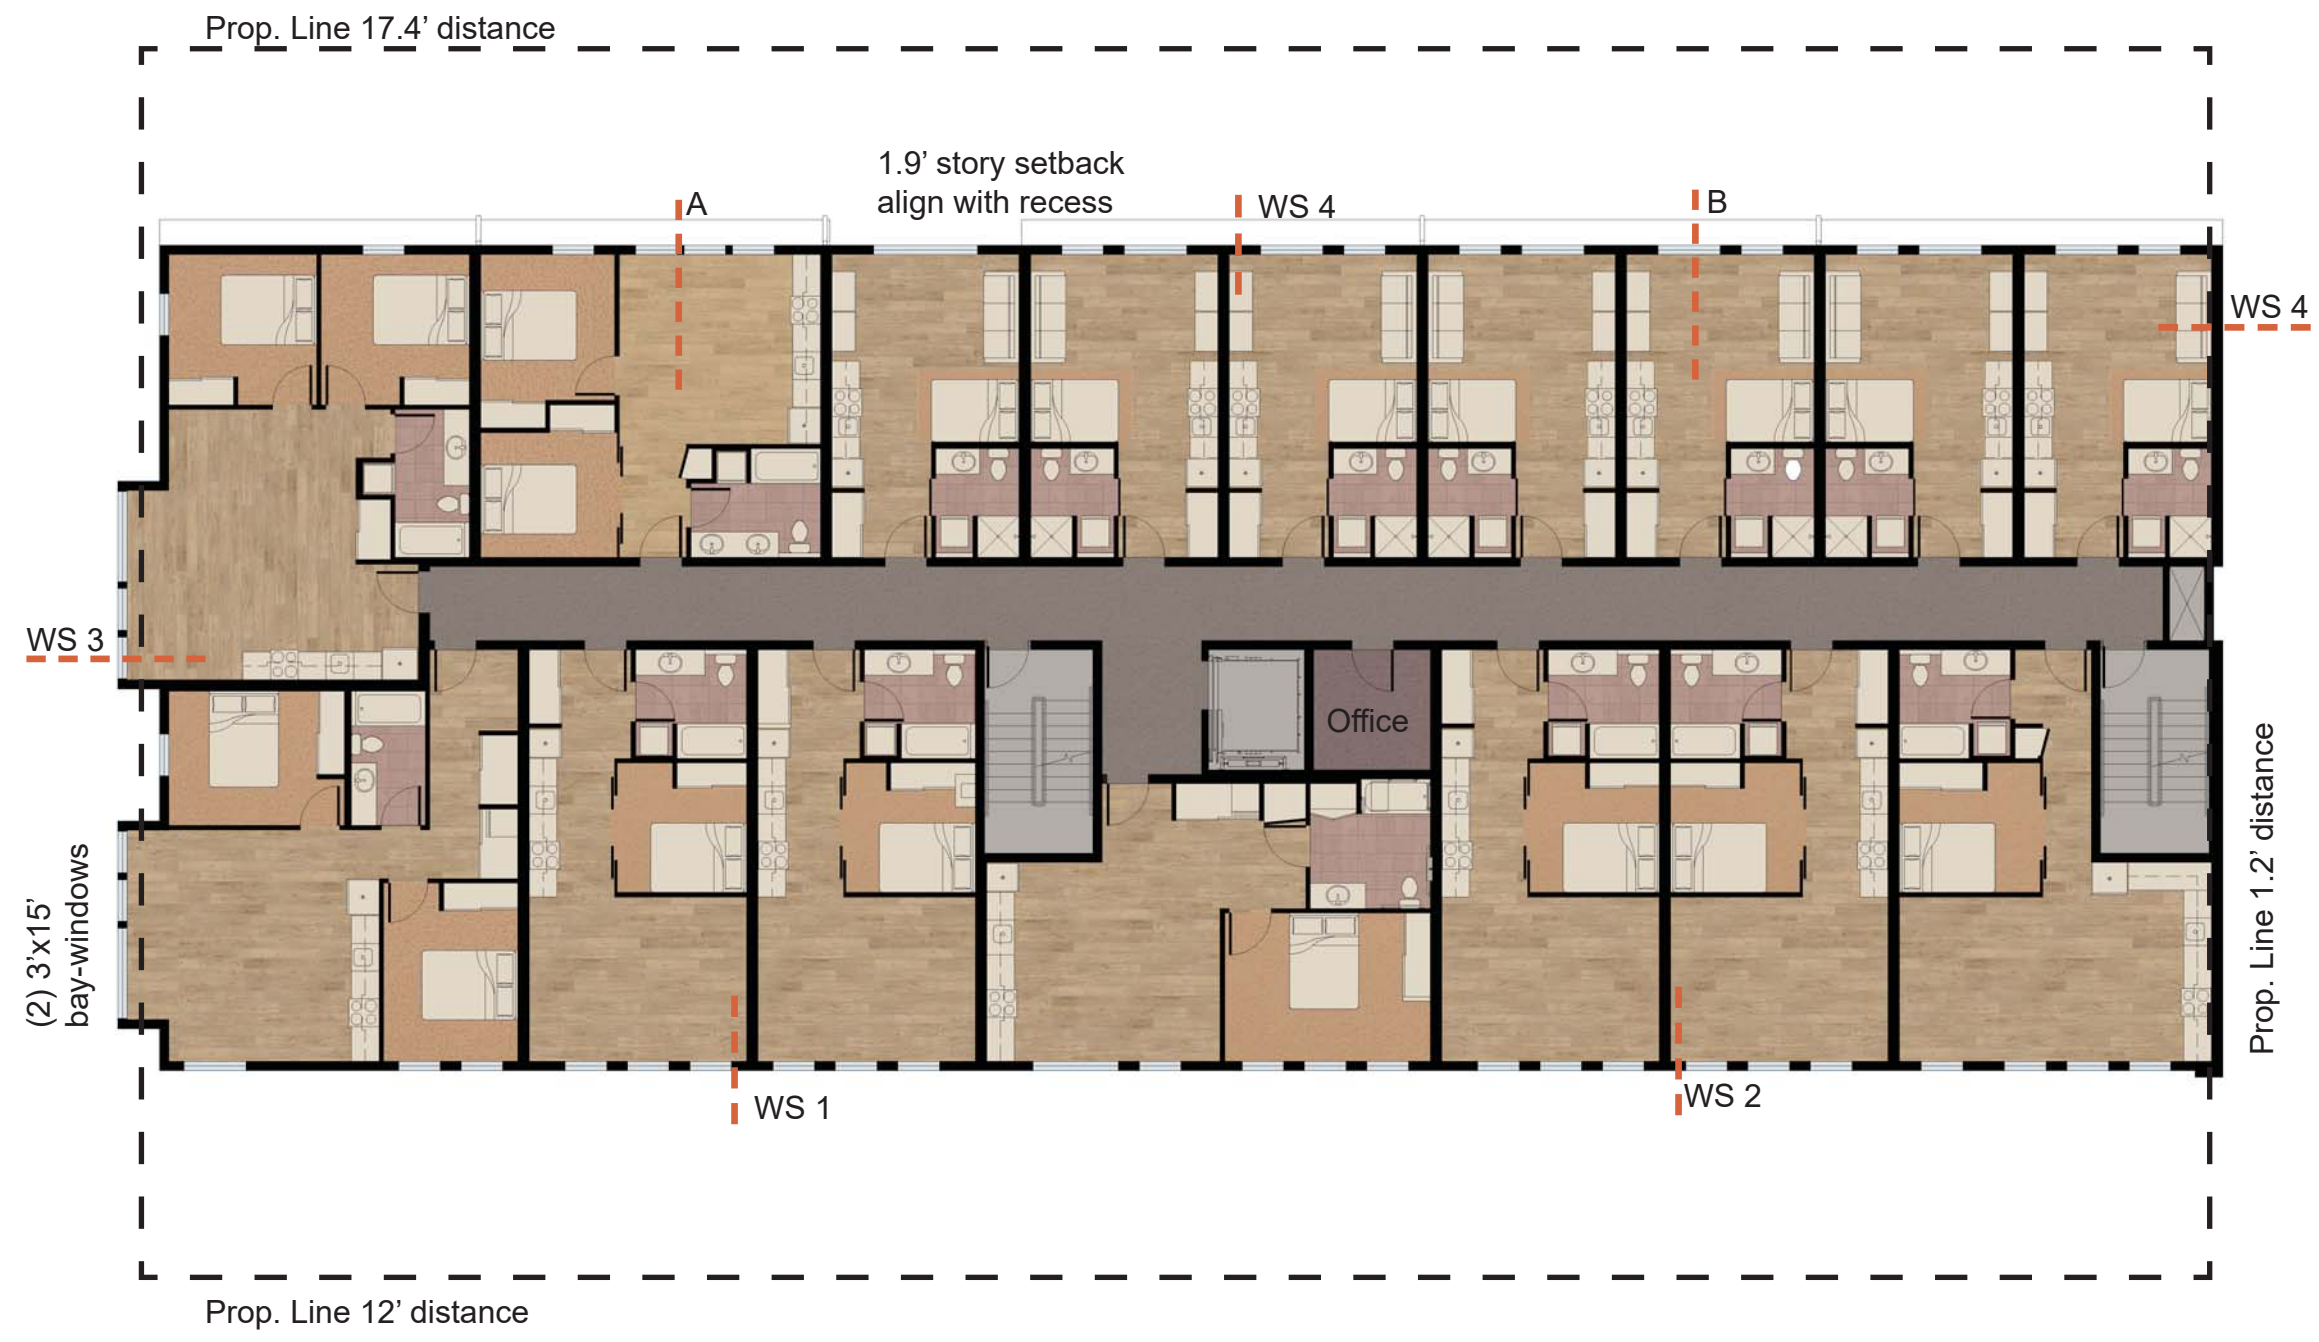 Prop. Line 17.4’ distance
1.9’ story setback
align with recess
A
WS 4
B
WS 4
WS 3
Office
(2) 3’x15’
bay-windows
Prop. Line 1.2’ distance
WS 1
WS 2
Prop. Line 12’ distance